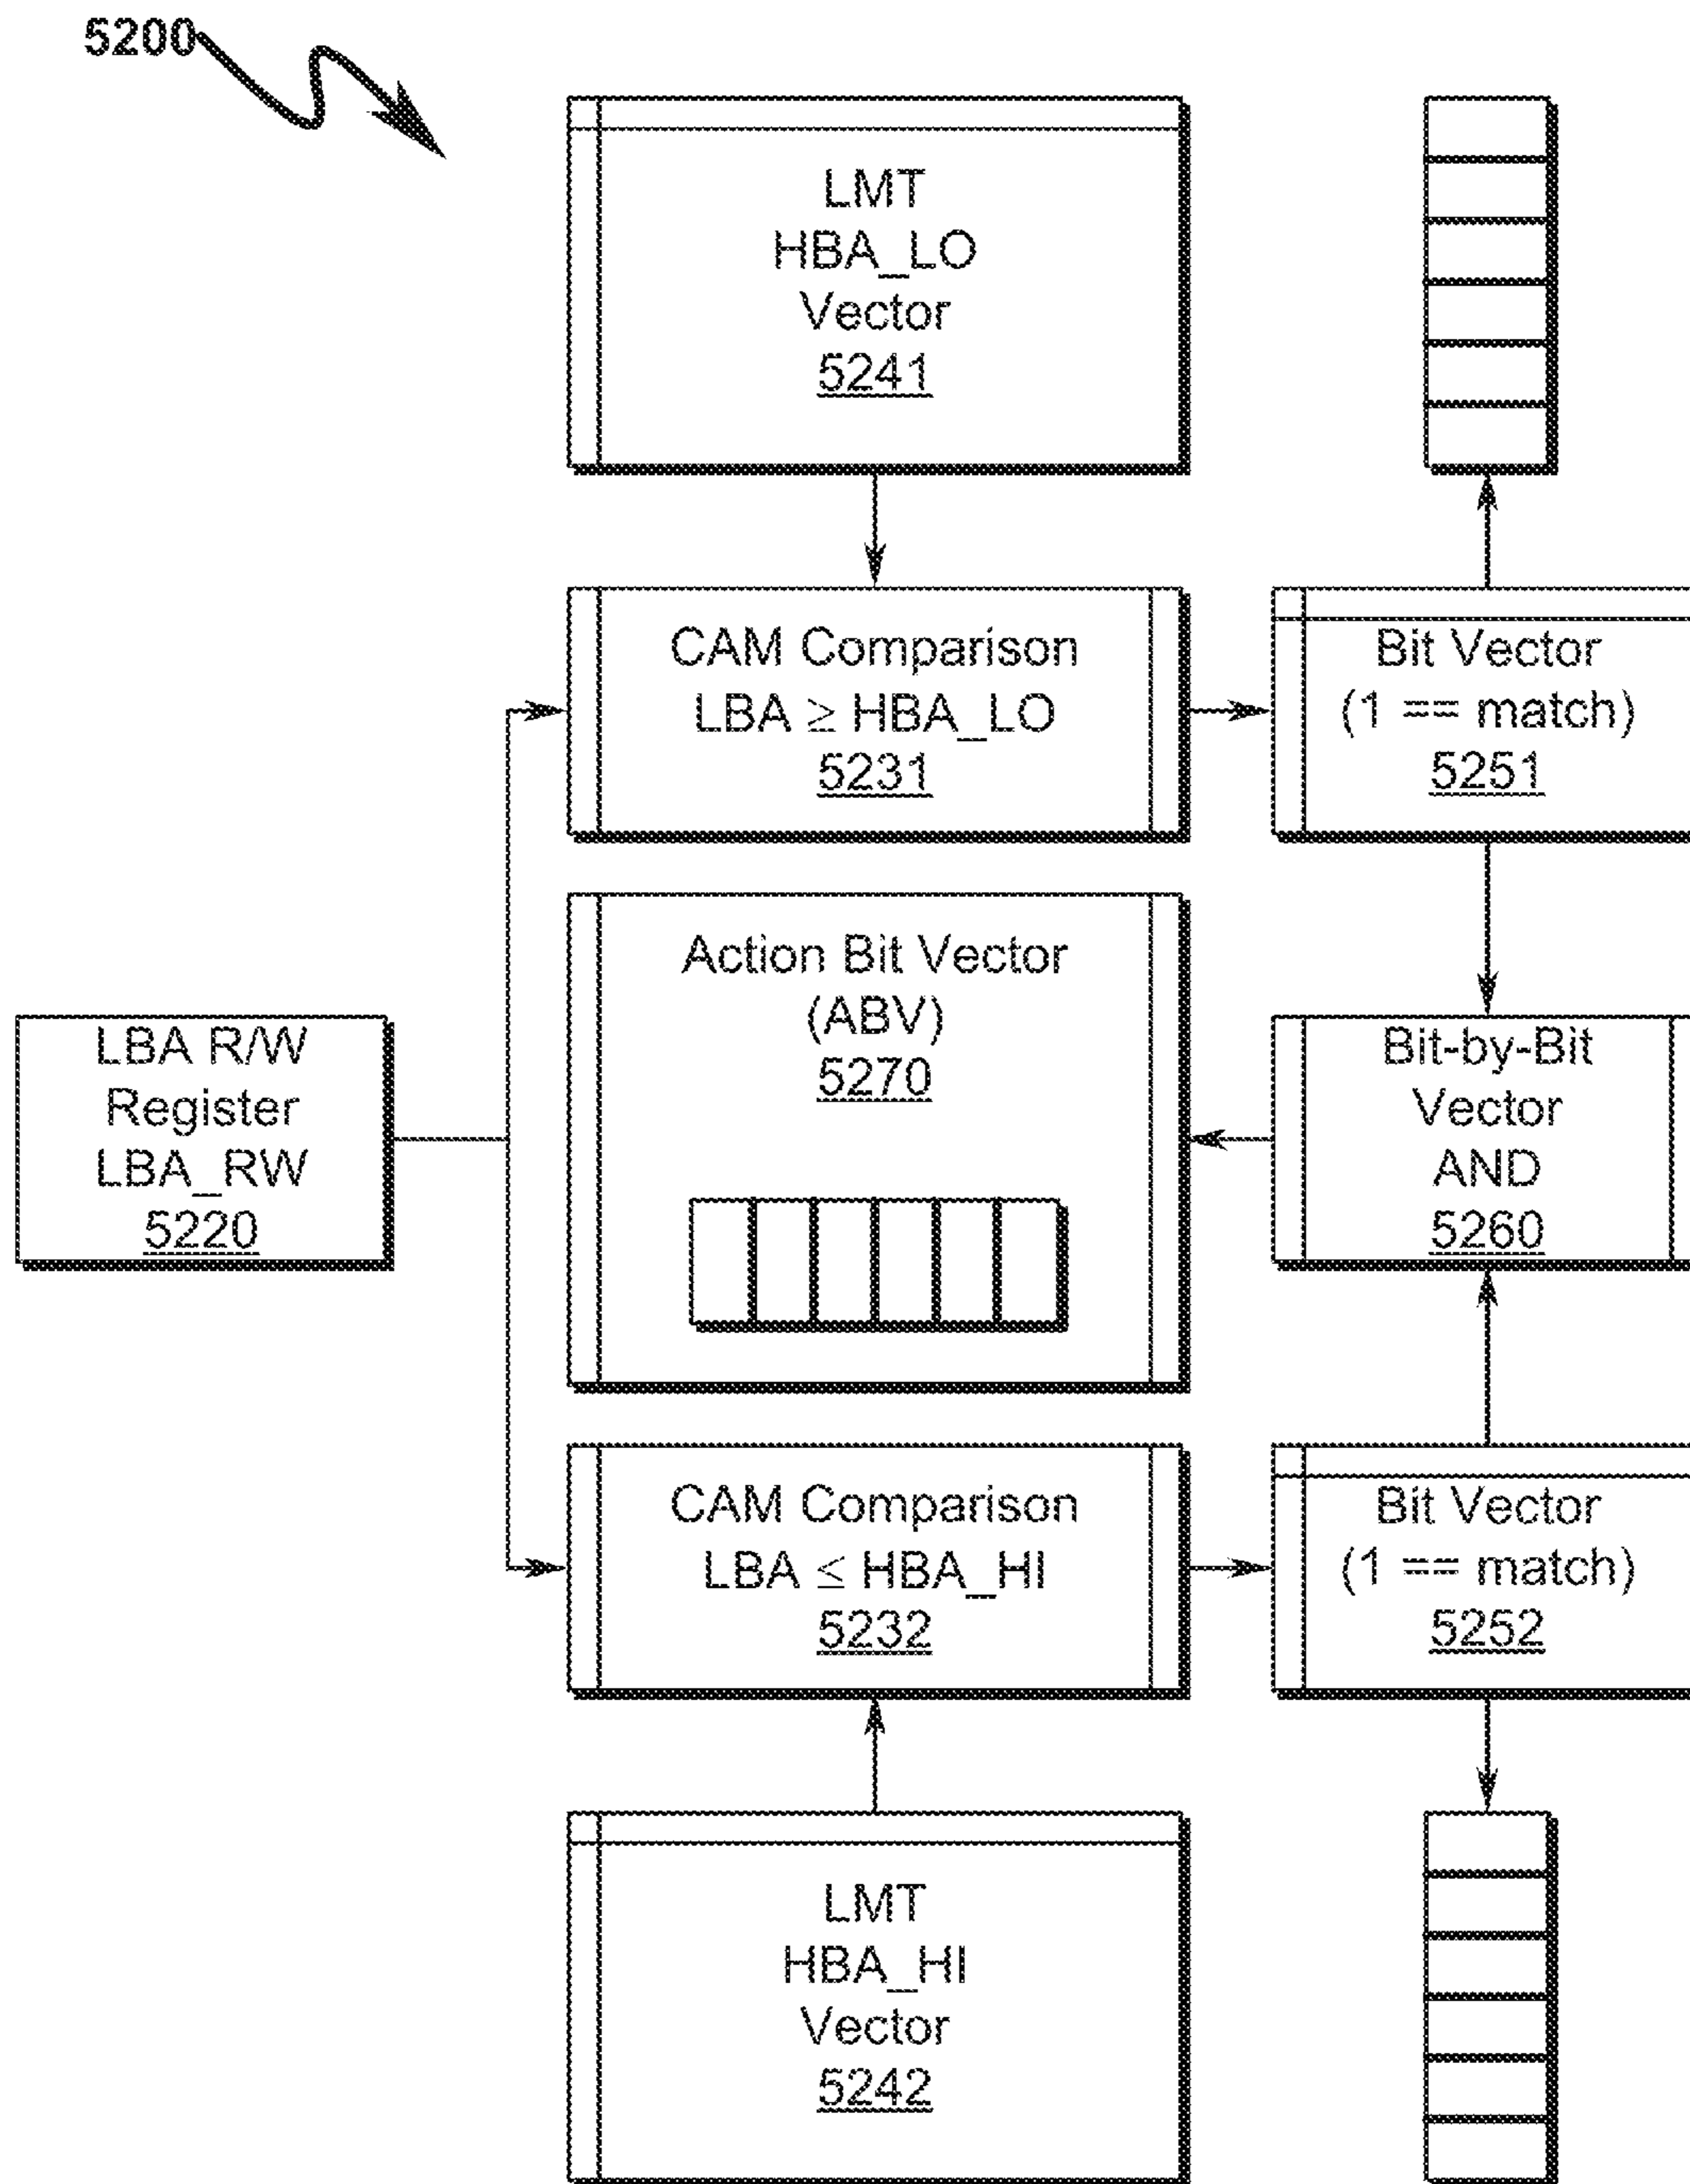 5200
LMT
HBA_LO
Vector
5241
CAM Comparison
LBA ≥ HBA_LO
5231
Bit Vector
(1 == match)
5251
Action Bit Vector
(ABV)
5270
LBA R/W
Register
LBA_RW
5220
Bit-by-Bit
Vector
AND
5260
CAM Comparison
LBA ≤ HBA_HI
5232
Bit Vector
(1 == match)
5252
LMT
HBA_HI
Vector
5242